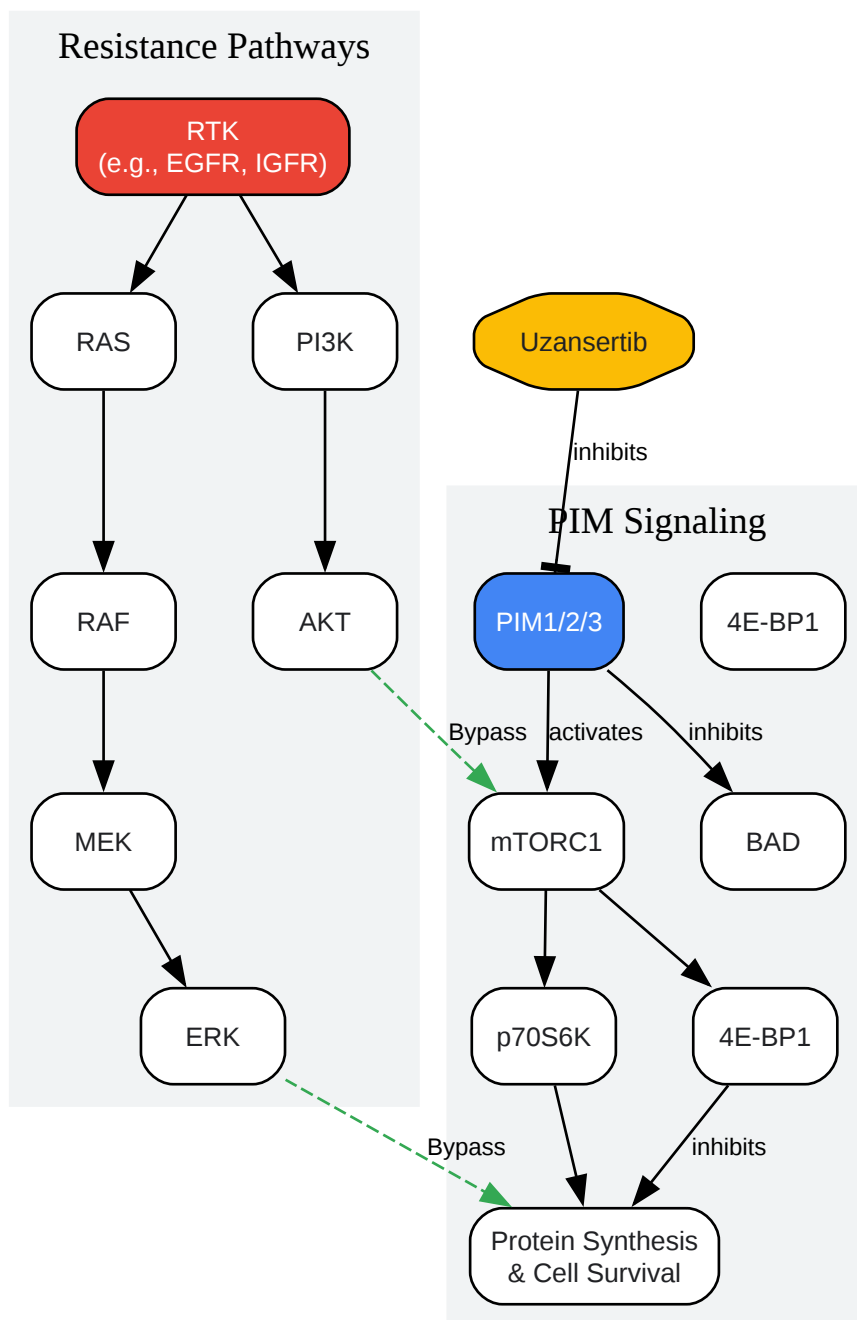 Resistance Pathways
RTK
(e.g., EGFR, IGFR)
RAS
PI3K
Uzansertib
inhibits
PIM Signaling
RAF
AKT
PIM1/2/3
4E-BP1
Bypass
activates
inhibits
MEK
mTORC1
BAD
ERK
p70S6K
4E-BP1
Bypass
inhibits
Protein Synthesis
& Cell Survival